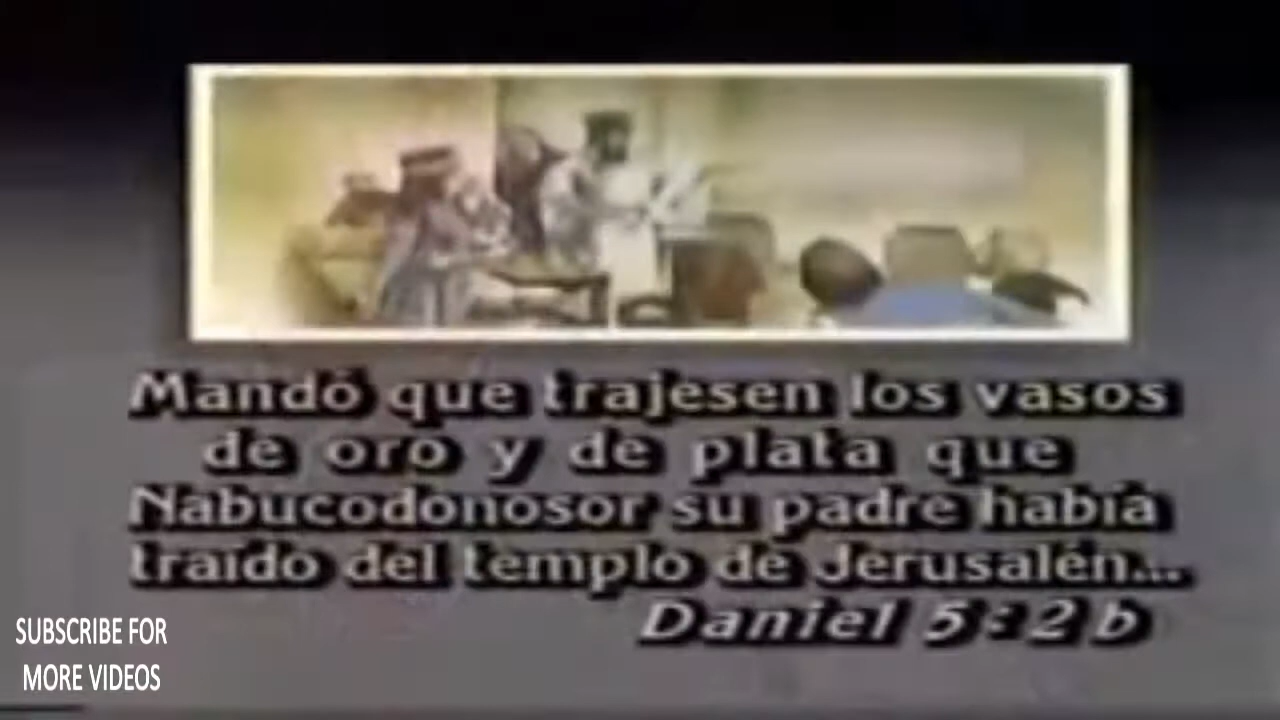 Mandó que trajesen los vasos
de oro y de plata que
Nabucodonosor su padre había
traído del templo de Jerusalén...
Daniel 5:2 b
SUBSCRIBE FOR
MORE VIDEOS